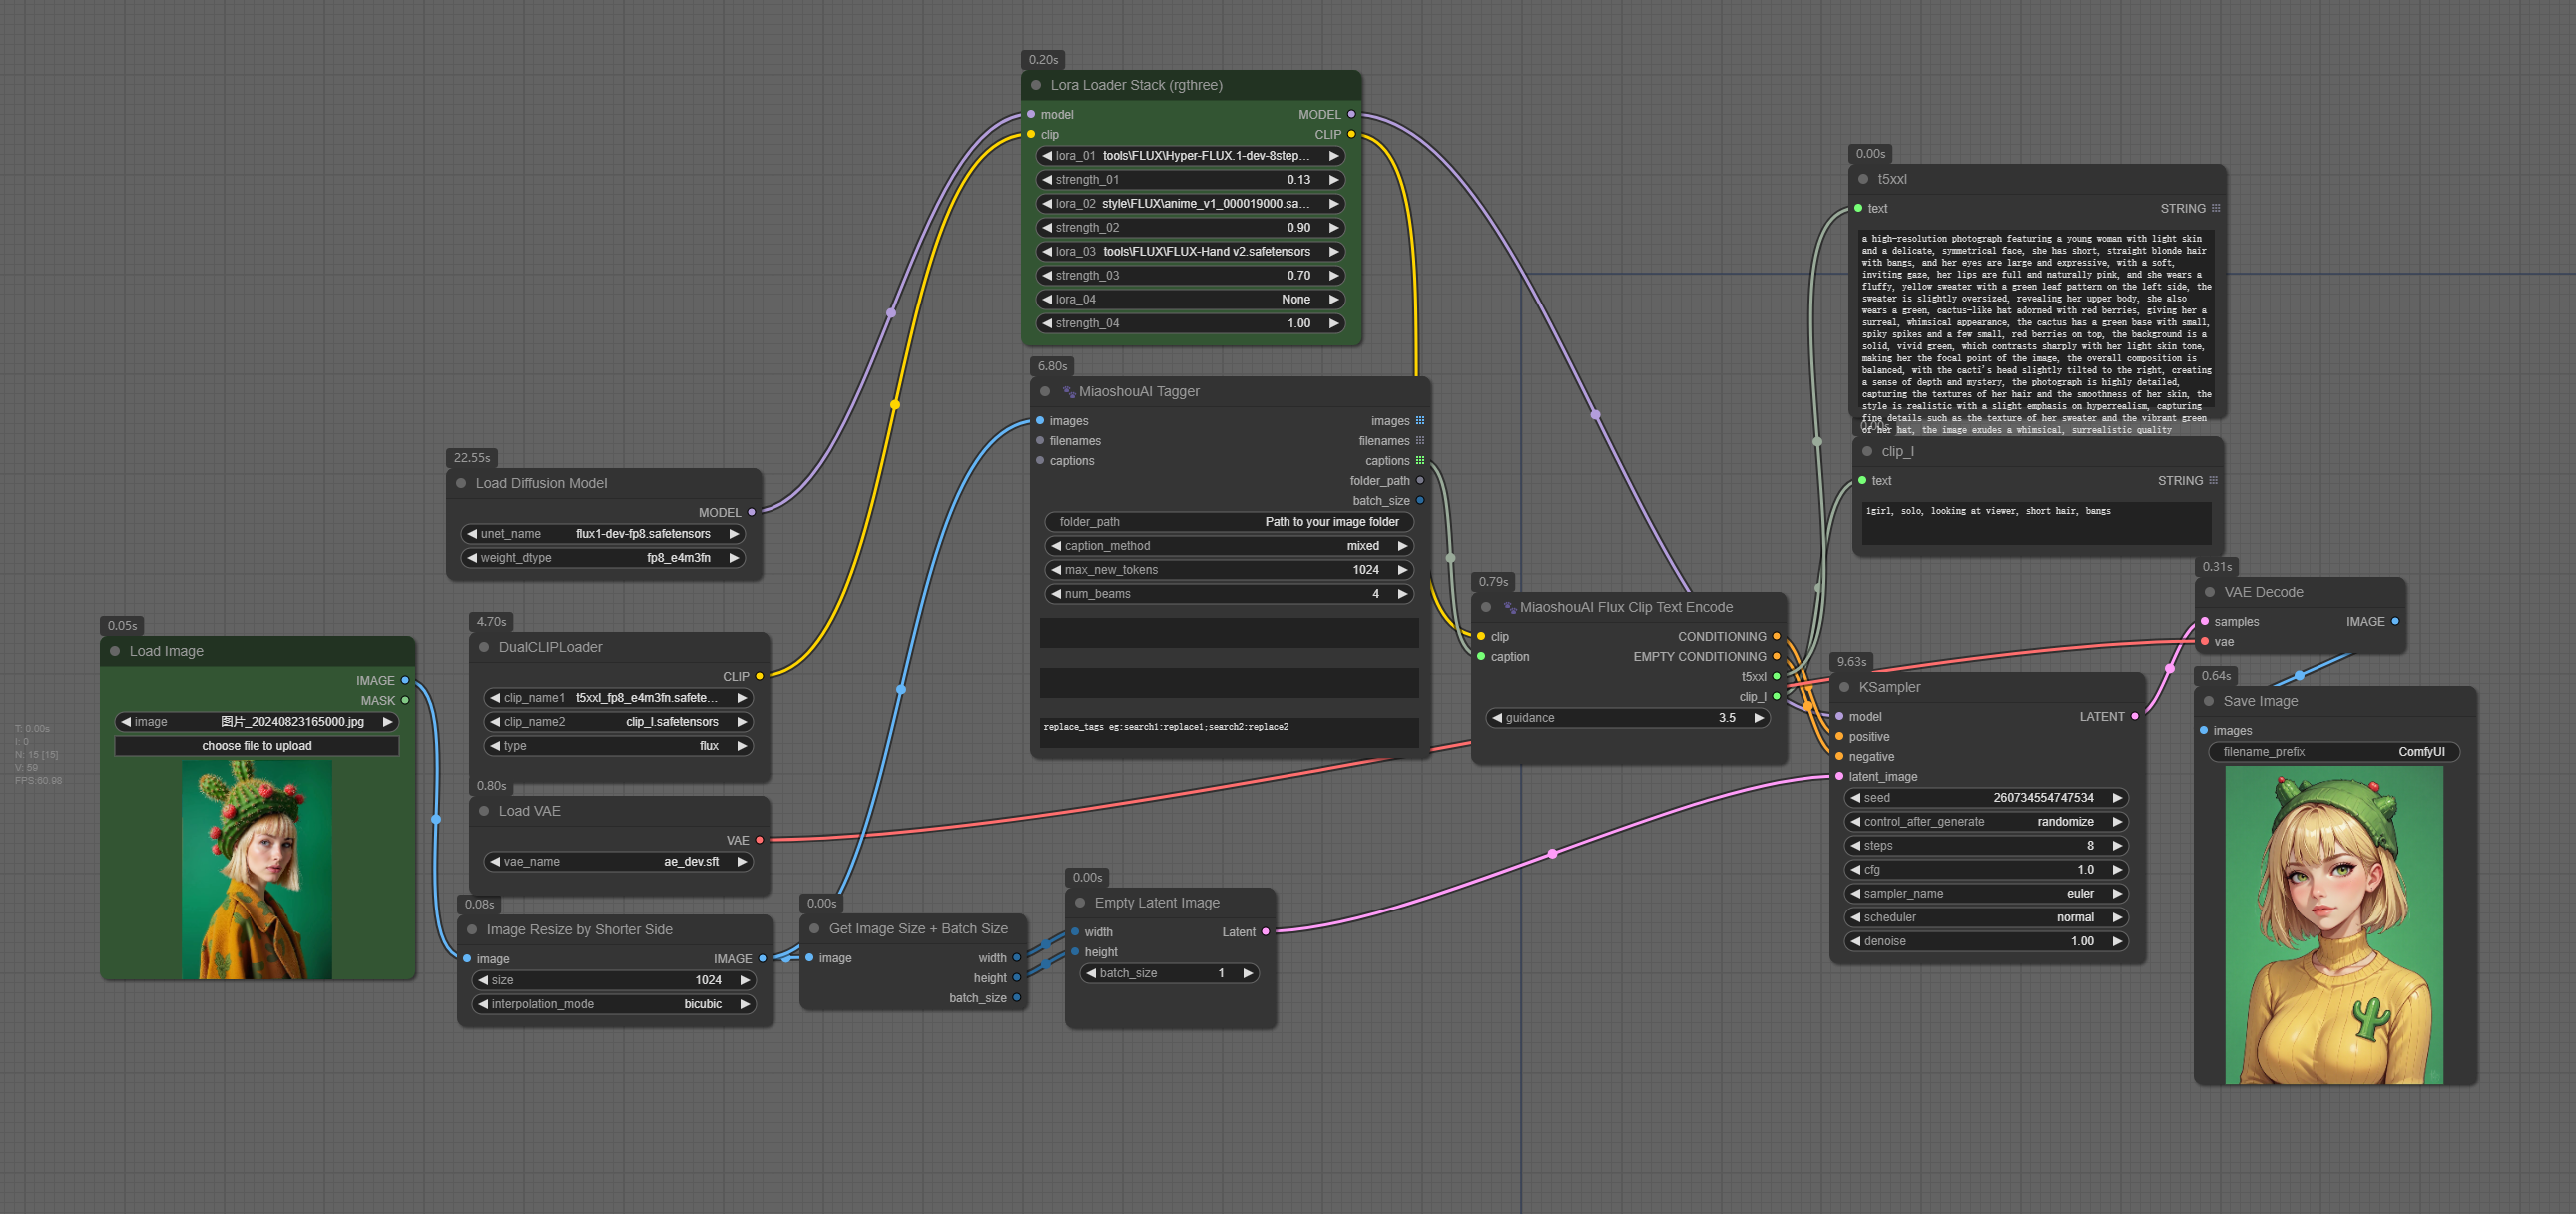 0.20s
Lora Loader Stack (rgthree)
model MODEL
clip CLIP
lora_01 tools\FLUX\Hyper-FLUX.1-dev-8step...
strength_01 0.13
lora_02 style\FLUX\anime_v1_000019000.sa...
strength_02 0.90
lora_03 tools\FLUX\FLUX-Hand v2.safetensors
strength_03 0.70
lora_04 None
strength_04 1.00
6.80s
MiaoshouAI Tagger
images images
filenames filenames
captions captions
folder_path
batch_size
folder_path Path to your image folder
caption_method mixed
max_new_tokens 1024
num_beams 4
replace_tags eg:search1:replace1;search2:replace2
22.55s
Load Diffusion Model
MODEL
unet_name flux1-dev-fp8.safetensors
weight_dtype fp8_e4m3fn
4.70s
DualCLIPLoader
CLIP
clip_name1 t5xxl_fp8_e4m3fn.safete...
clip_name2 clip_l.safetensors
type flux
0.80s
Load VAE
VAE
vae_name ae_dev.sft
0.05s
Load Image
IMAGE
MASK
image 图片_20240823165000.jpg
choose file to upload
T: 0.00s
I: 0
N: 15 [15]
V: 59
FPS:60.98
0.08s
Image Resize by Shorter Side
image IMAGE
size 1024
interpolation_mode bicubic
0.00s
Get Image Size + Batch Size
image width
height
batch_size
0.00s
Empty Latent Image
width Latent
height
batch_size 1
0.79s
MiaoshouAI Flux Clip Text Encode
clip CONDITIONING
caption EMPTY CONDITIONING
t5xxl
clip_l
guidance 3.5
0.00s
t5xxl
text STRING
a high-resolution photograph featuring a young woman with light skin
and a delicate, symmetrical face, she has short, straight blonde hair
with bangs, and her eyes are large and expressive, with a soft,
inviting gaze, her lips are full and naturally pink, and she wears a
fluffy, yellow sweater with a green leaf pattern on the left side, the
sweater is slightly oversized, revealing her upper body, she also
wears a green, cactus-like hat adorned with red berries, giving her a
surreal, whimsical appearance, the cactus has a green base with small,
spiky spikes and a few small, red berries on top, the background is a
solid, vivid green, which contrasts sharply with her light skin tone,
making her the focal point of the image, the overall composition is
balanced, with the cacti's head slightly tilted to the right, creating
a sense of depth and mystery, the photograph is highly detailed,
capturing the textures of her hair and the smoothness of her skin, the
style is realistic with a slight emphasis on hyperrealism, capturing
fine details such as the texture of her sweater and the vibrant green
of her hat, the image exudes a whimsical, surrealistic quality
0.00s
clip_l
text STRING
1girl, solo, looking at viewer, short hair, bangs
9.63s
KSampler
model LATENT
positive
negative
latent_image
seed 260734554747534
control_after_generate randomize
steps 8
cfg 1.0
sampler_name euler
scheduler normal
denoise 1.00
0.31s
VAE Decode
samples IMAGE
vae
0.64s
Save Image
images
filename_prefix ComfyUI